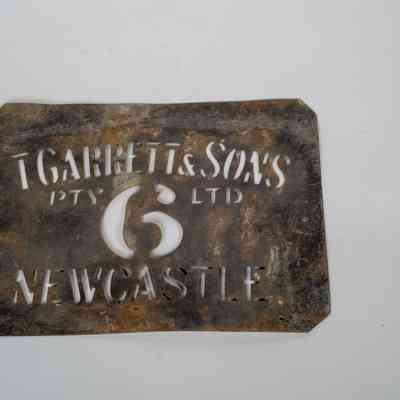 T GARRETT & SONS
PTY 6 LTD
NEWCASTLE